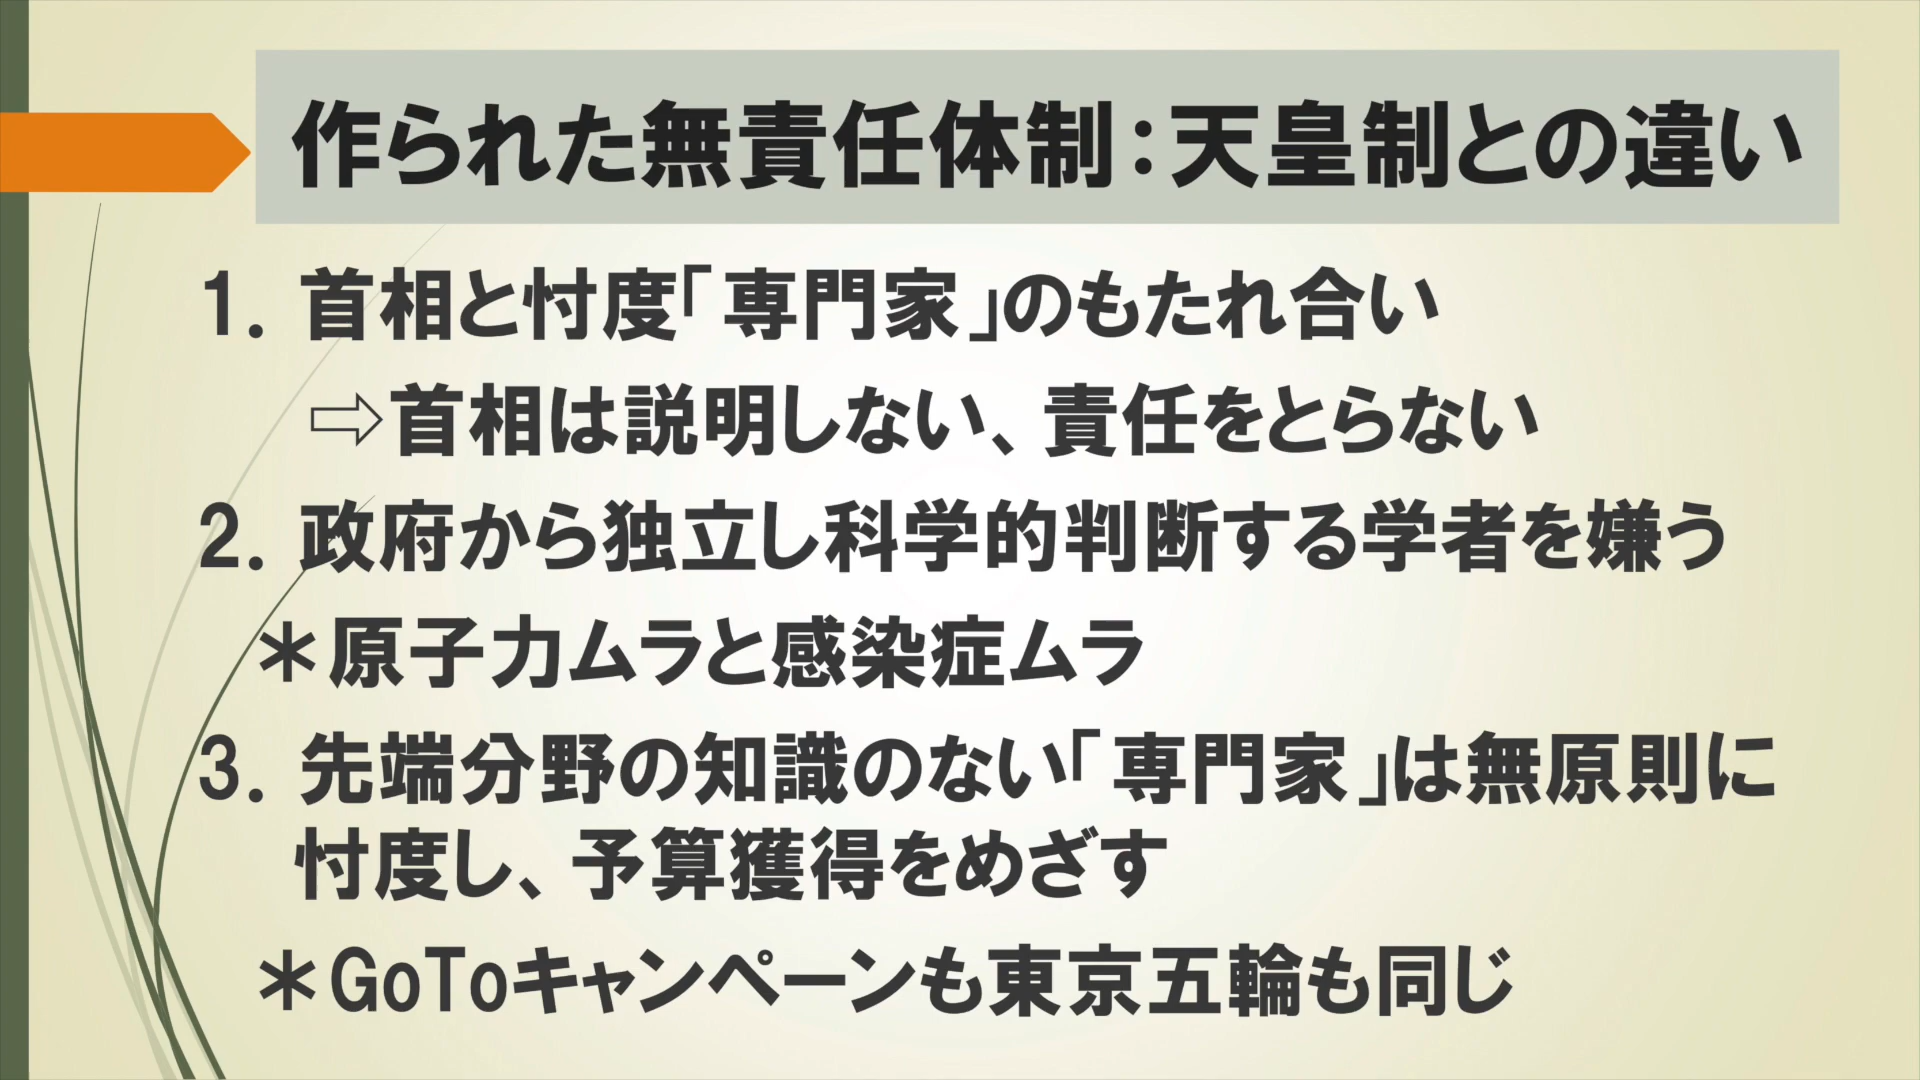 作られた無責任体制：天皇制との違い
1．首相と忖度「専門家」のもたれ合い
⇨首相は説明しない、責任をとらない
2．政府から独立し科学的判断する学者を嫌う
＊原子力ムラと感染症ムラ
3．先端分野の知識のない「専門家」は無原則に
忖度し、予算獲得をめざす
＊GoToキャンペーンも東京五輪も同じ